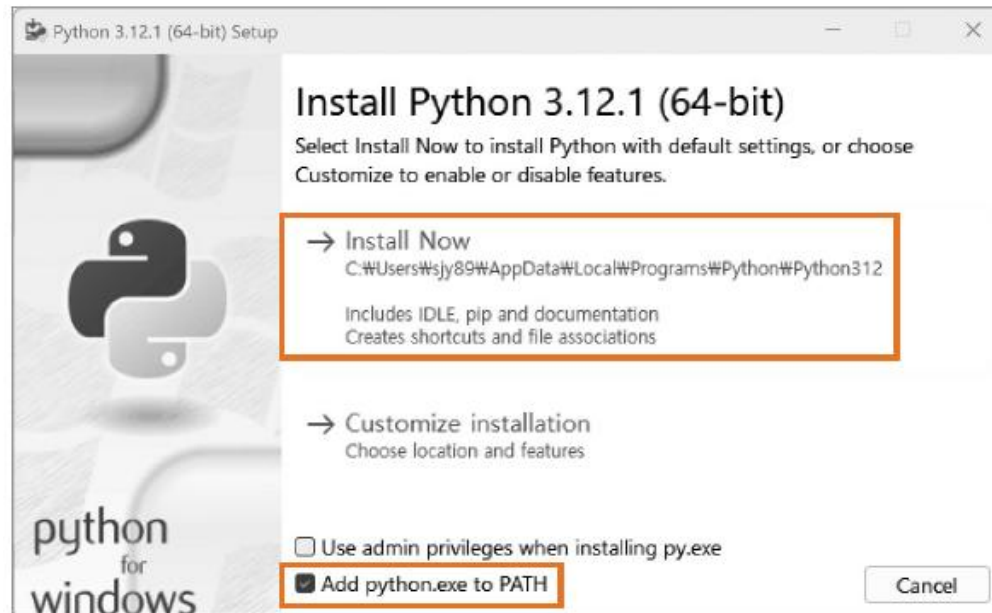 Python 3.12.1 (64-bit) Setup
Install Python 3.12.1 (64-bit)
Select Install Now to install Python with default settings, or choose
Customize to enable or disable features.
→ Install Now
C:₩Users₩sjy89₩AppData₩Local₩Programs₩Python₩Python312
Includes IDLE, pip and documentation
Creates shortcuts and file associations
→ Customize installation
Choose location and features
python
for
windows
Use admin privileges when installing py.exe
Add python.exe to PATH
Cancel